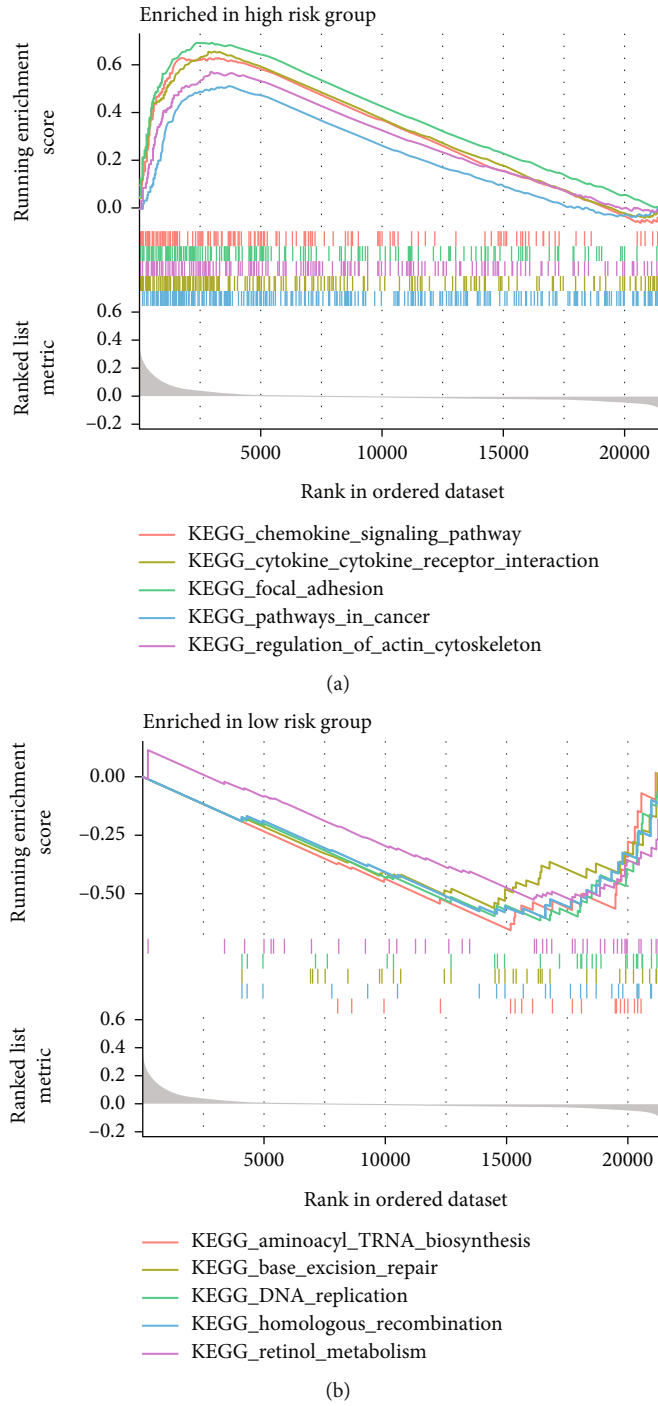 Enriched in high risk group
Running enrichment
score
0.6
0.4
0.2
0.0
Ranked list
metric
0.6
0.4
0.2
0.0
−0.2
5000 10000 15000 20000
Rank in ordered dataset
KEGG_chemokine_signaling_pathway
KEGG_cytokine_cytokine_receptor_interaction
KEGG_focal_adhesion
KEGG_pathways_in_cancer
KEGG_regulation_of_actin_cytoskeleton
(a)
Enriched in low risk group
Running enrichment
score
0.00
−0.25
−0.50
Ranked list
metric
0.6
0.4
0.2
0.0
−0.2
5000 10000 15000 20000
Rank in ordered dataset
KEGG_aminoacyl_TRNA_biosynthesis
KEGG_base_excision_repair
KEGG_DNA_replication
KEGG_homologous_recombination
KEGG_retinol_metabolism
(b)